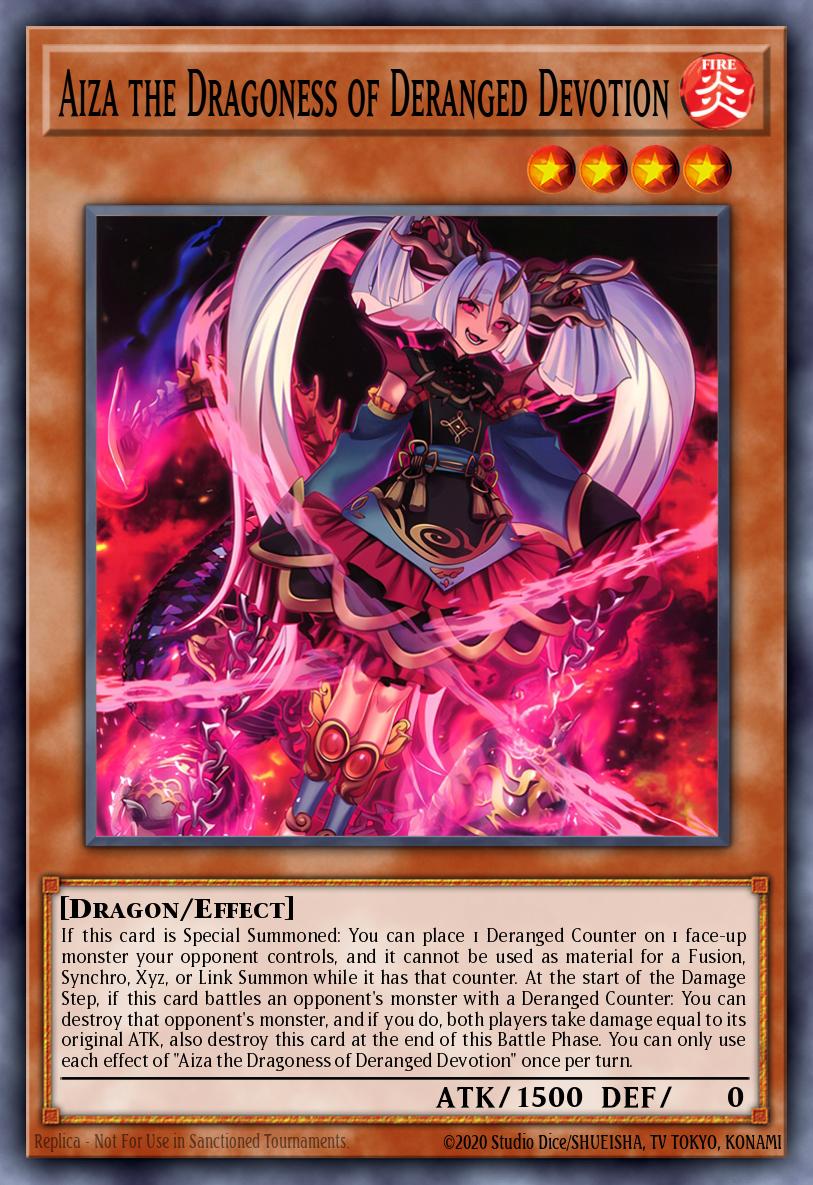 Aiza the Dragoness of Deranged Devotion
FIRE
炎
[Dragon/Effect]
If this card is Special Summoned: You can place 1 Deranged Counter on 1 face-up
monster your opponent controls, and it cannot be used as material for a Fusion,
Synchro, Xyz, or Link Summon while it has that counter. At the start of the Damage
Step, if this card battles an opponent's monster with a Deranged Counter: You can
destroy that opponent's monster, and if you do, both players take damage equal to its
original ATK, also destroy this card at the end of this Battle Phase. You can only use
each effect of "Aiza the Dragoness of Deranged Devotion" once per turn.
ATK/1500 DEF/ 0
Replica - Not For Use in Sanctioned Tournaments.
©2020 Studio Dice/SHUEISHA, TV TOKYO, KONAMI